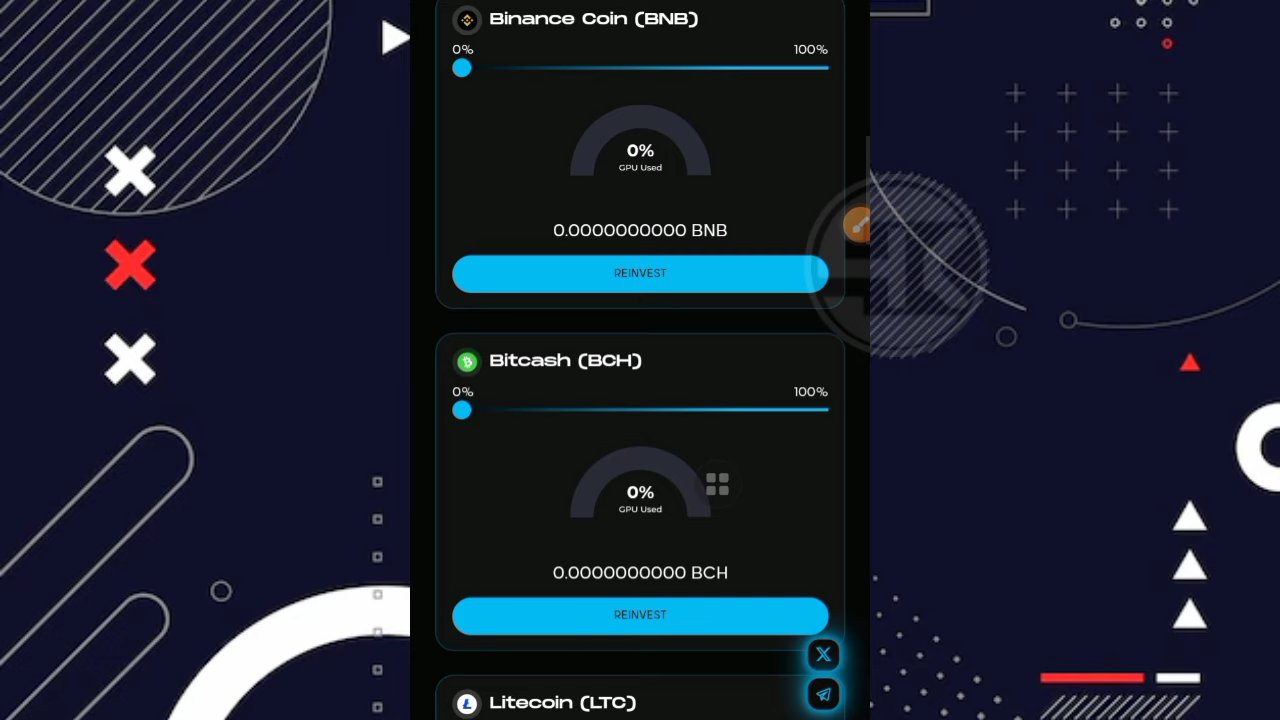 Binance Coin (BNB)
0% 100%
0%
GPU Used
0.0000000000 BNB
REINVEST
Bitcash (BCH)
0% 100%
0%
GPU Used
0.0000000000 BCH
REINVEST
Litecoin (LTC)